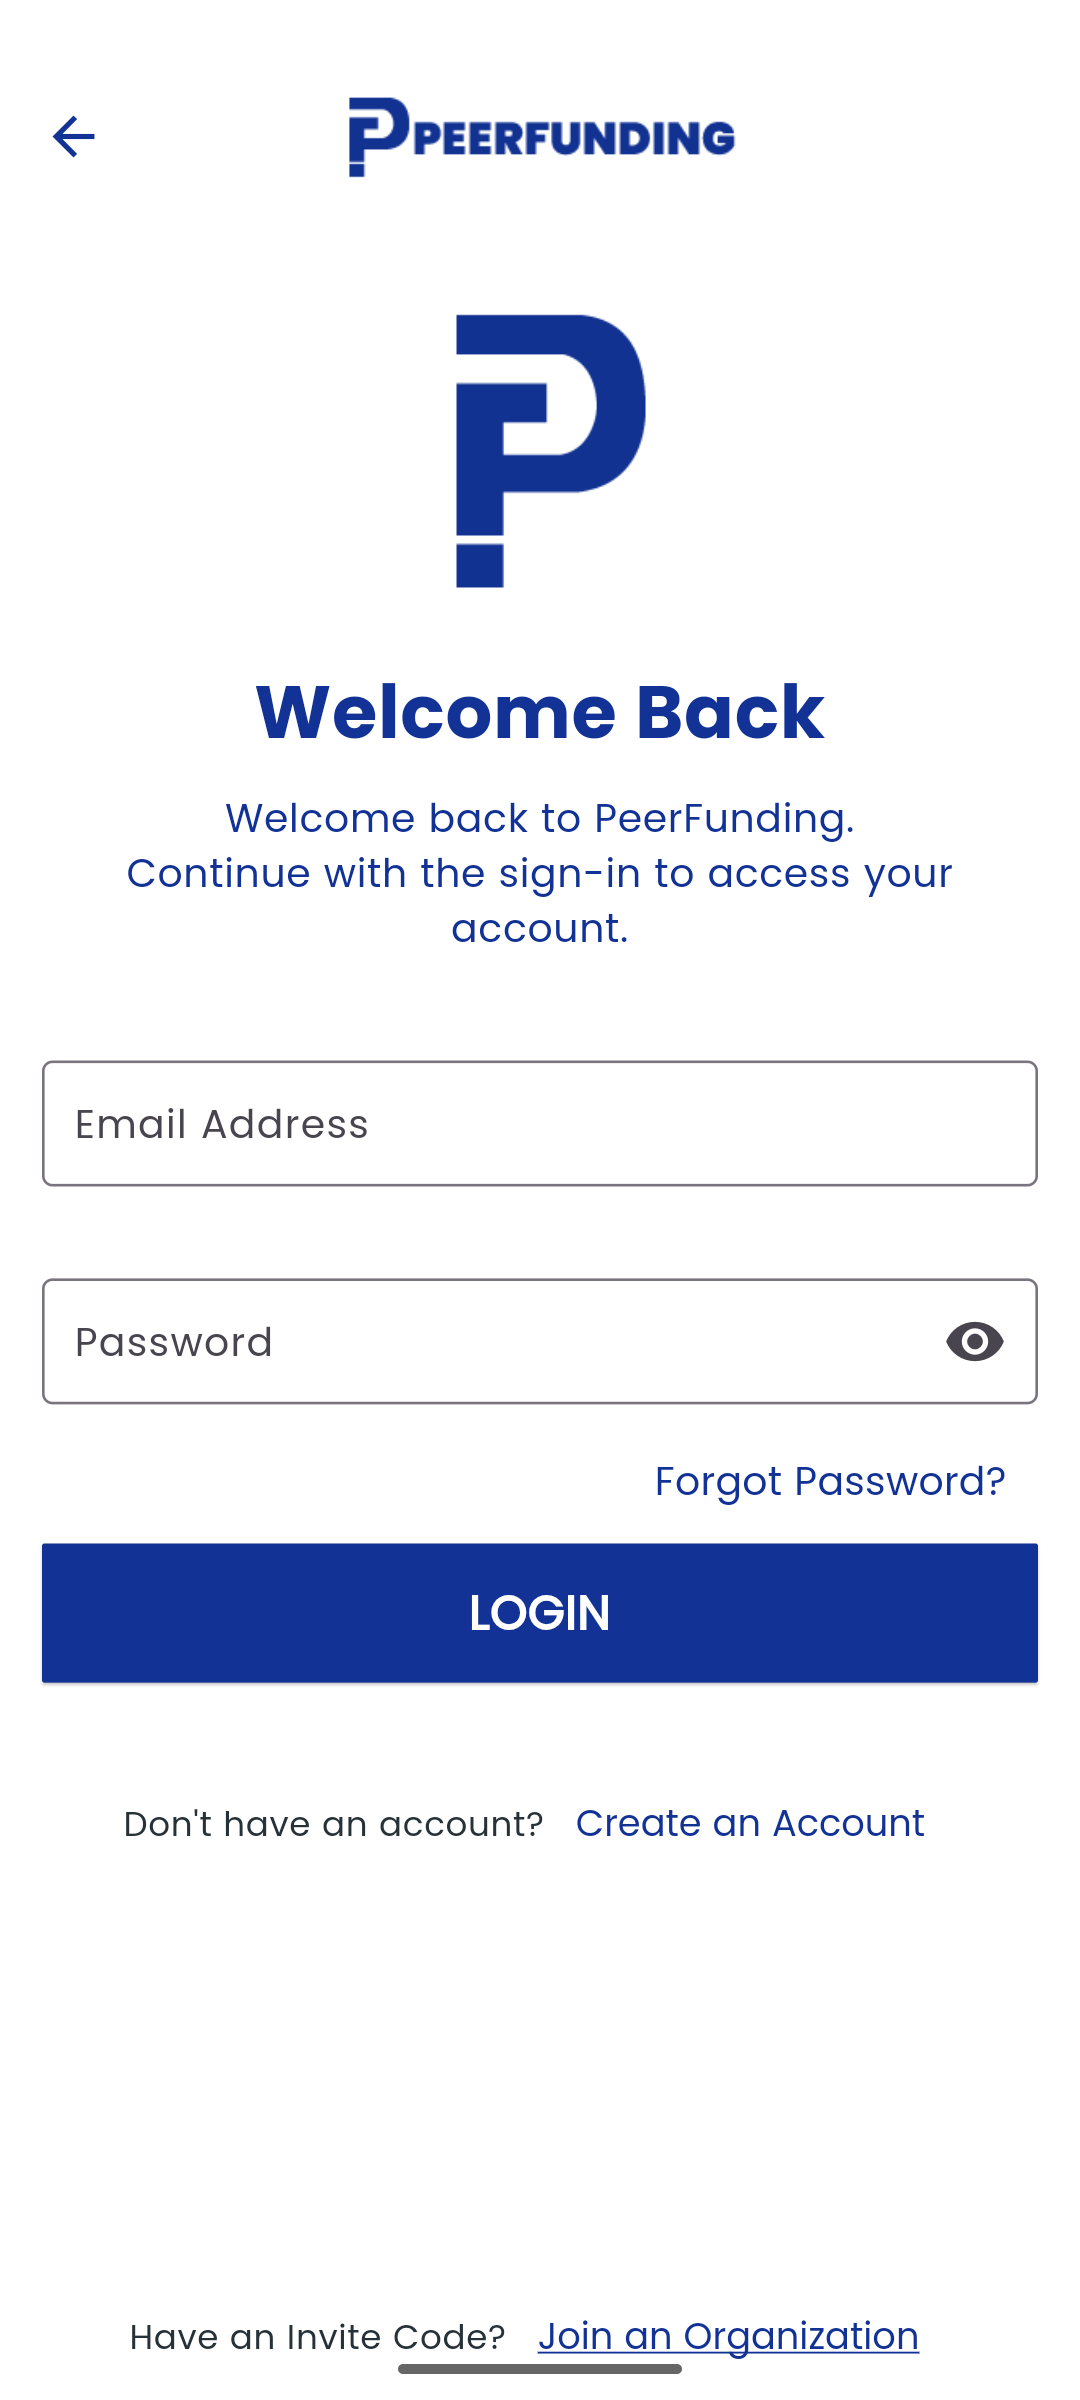 PEERFUNDING
Welcome Back
Welcome back to PeerFunding.
Continue with the sign-in to access your
account.
Email Address
Password
Forgot Password?
LOGIN
Don't have an account? Create an Account
Have an Invite Code? Join an Organization